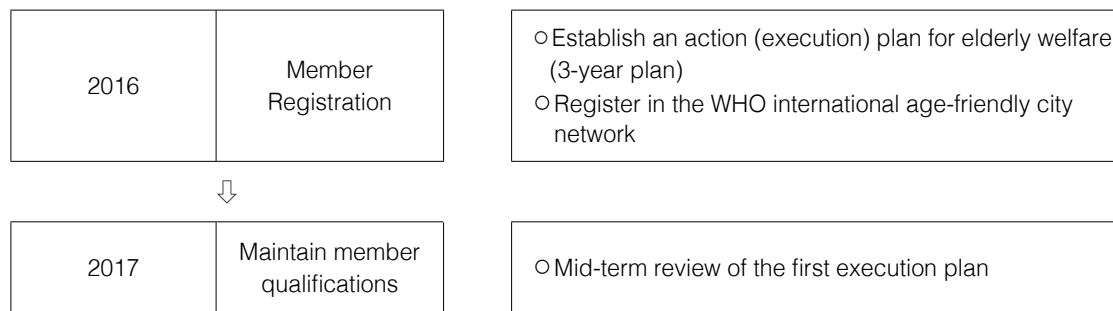 2016
Member
Registration
○ Establish an action (execution) plan for elderly welfare
(3-year plan)
○ Register in the WHO international age-friendly city
network
⇩
2017
Maintain member
qualifications
○ Mid-term review of the first execution plan